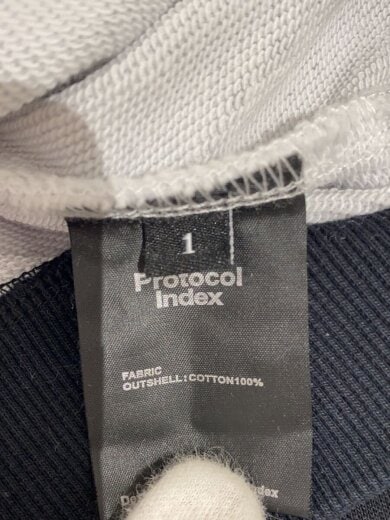 1
Protocol
Index
FABRIC
OUTSHELL:COTTON100%